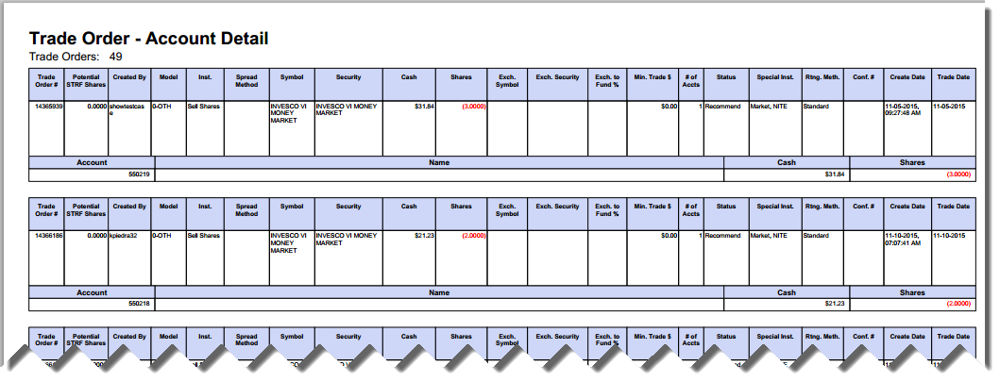 Trade Order - Account Detail
Trade Orders: 49
Trade Order # Potential STRF Shares Created By Model Inst. Spread Method Symbol Security Cash Shares Exch. Symbol Exch. Security Exch. to Fund % Min. Trade $ # of Accts Status Special Inst. Rtng. Meth. Conf. # Create Date Trade Date
14365939 0.0000 showtestcas 0-OTH Sell Shares INVESCO VI INVESCO VI MONEY $31.84 (3.0000) $0.00 1 Recommend Market, NITE Standard 11-05-2015, 11-05-2015
e MONEY MARKET 09:27:48 AM
MARKET
Account Name Cash Shares
550219 $31.84 (3.0000)
Trade Order # Potential STRF Shares Created By Model Inst. Spread Method Symbol Security Cash Shares Exch. Symbol Exch. Security Exch. to Fund % Min. Trade $ # of Accts Status Special Inst. Rtng. Meth. Conf. # Create Date Trade Date
14366186 0.0000 kpiedra32 0-OTH Sell Shares INVESCO VI INVESCO VI MONEY $21.23 (2.0000) $0.00 1 Recommend Market, NITE Standard 11-10-2015, 11-10-2015
MONEY MARKET 07:07:41 AM
MARKET
Account Name Cash Shares
550218 $21.23 (2.0000)
Trade Order # Potential STRF Shares Created By Model Inst. Spread Method Symbol Security Cash Shares Exch. Symbol Exch. Security Exch. to Fund % Min. Trade $ # of Accts Status Special Inst. Rtng. Meth. Conf. # Create Date Trade Date